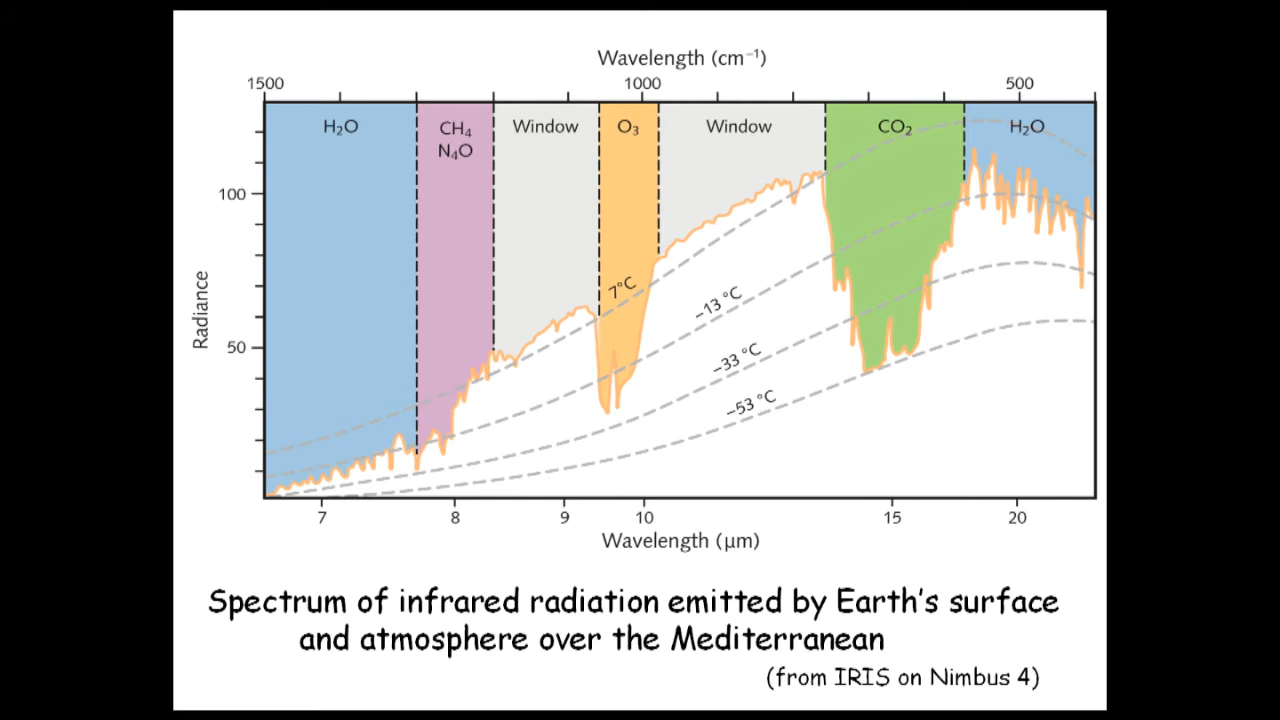 Wavelength (cm⁻¹)
1500 1000 500
H₂O CH₄ Window O₃ Window CO₂ H₂O
N₄O
100
7°C
–13 °C
50
–33 °C
–53 °C
Radiance
7 8 9 10 15 20
Wavelength (μm)
Spectrum of infrared radiation emitted by Earth's surface
and atmosphere over the Mediterranean
(from IRIS on Nimbus 4)